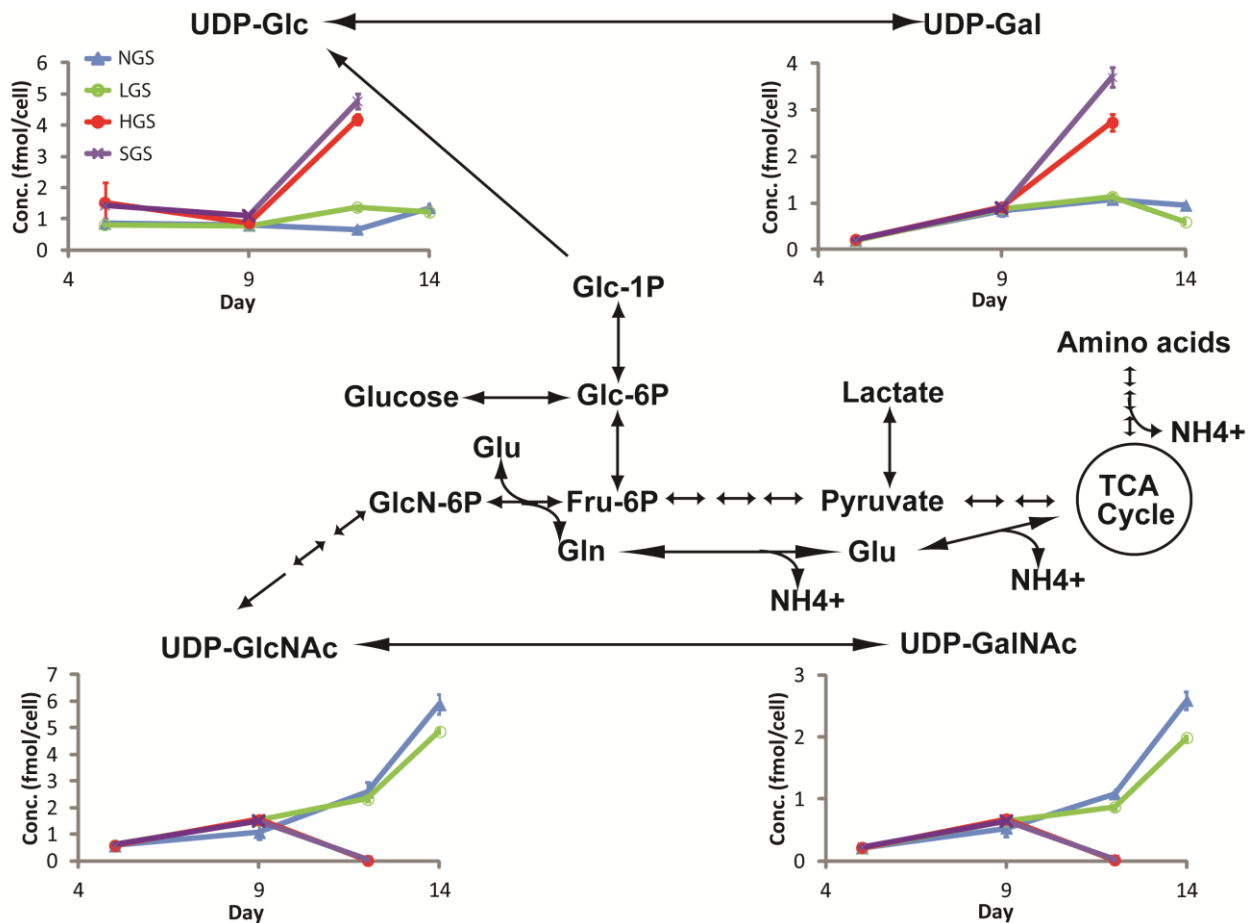 UDP-Glc
UDP-Gal
Conc. (fmol/cell)
6
5
4
3
2
1
0
NGS
LGS
HGS
SGS
4
9
14
Day
Conc. (fmol/cell)
4
3
2
1
0
4
9
14
Day
Glc-1P
Amino acids
Glucose
Glc-6P
Lactate
NH4+
Glu
GlcN-6P
Fru-6P
Pyruvate
TCA
Cycle
Gln
Glu
NH4+
NH4+
UDP-GlcNAc
UDP-GalNAc
Conc. (fmol/cell)
7
6
5
4
3
2
1
0
4
9
14
Day
Conc. (fmol/cell)
3
2
1
0
4
9
14
Day